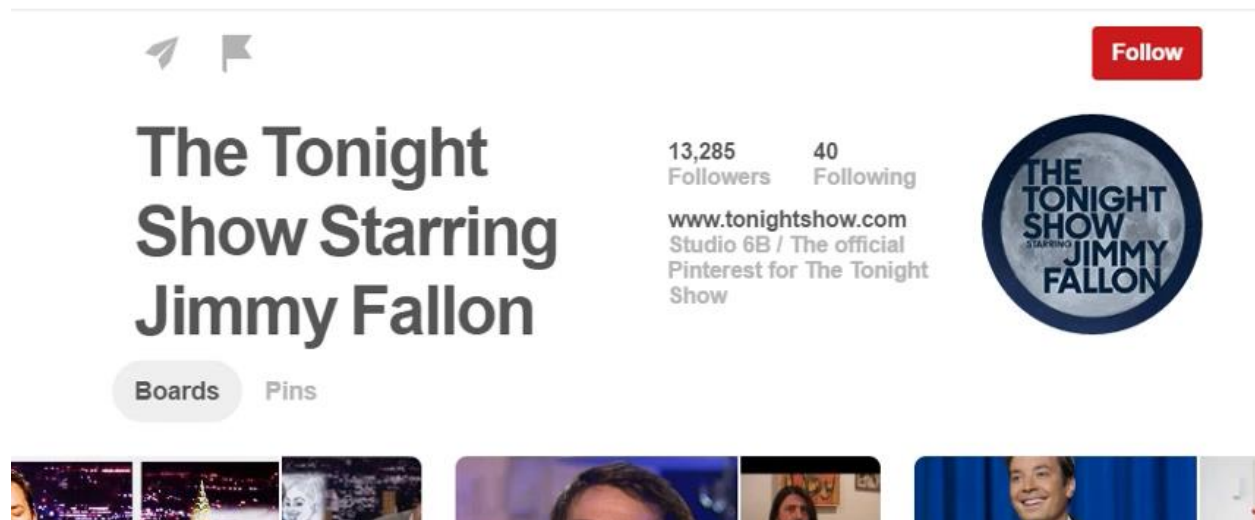 Follow
The Tonight
Show Starring
Jimmy Fallon
13,285 40
Followers Following
www.tonightshow.com
Studio 6B / The official
Pinterest for The Tonight
Show
THE
TONIGHT
SHOW
STARRING
JIMMY
FALLON
Boards Pins